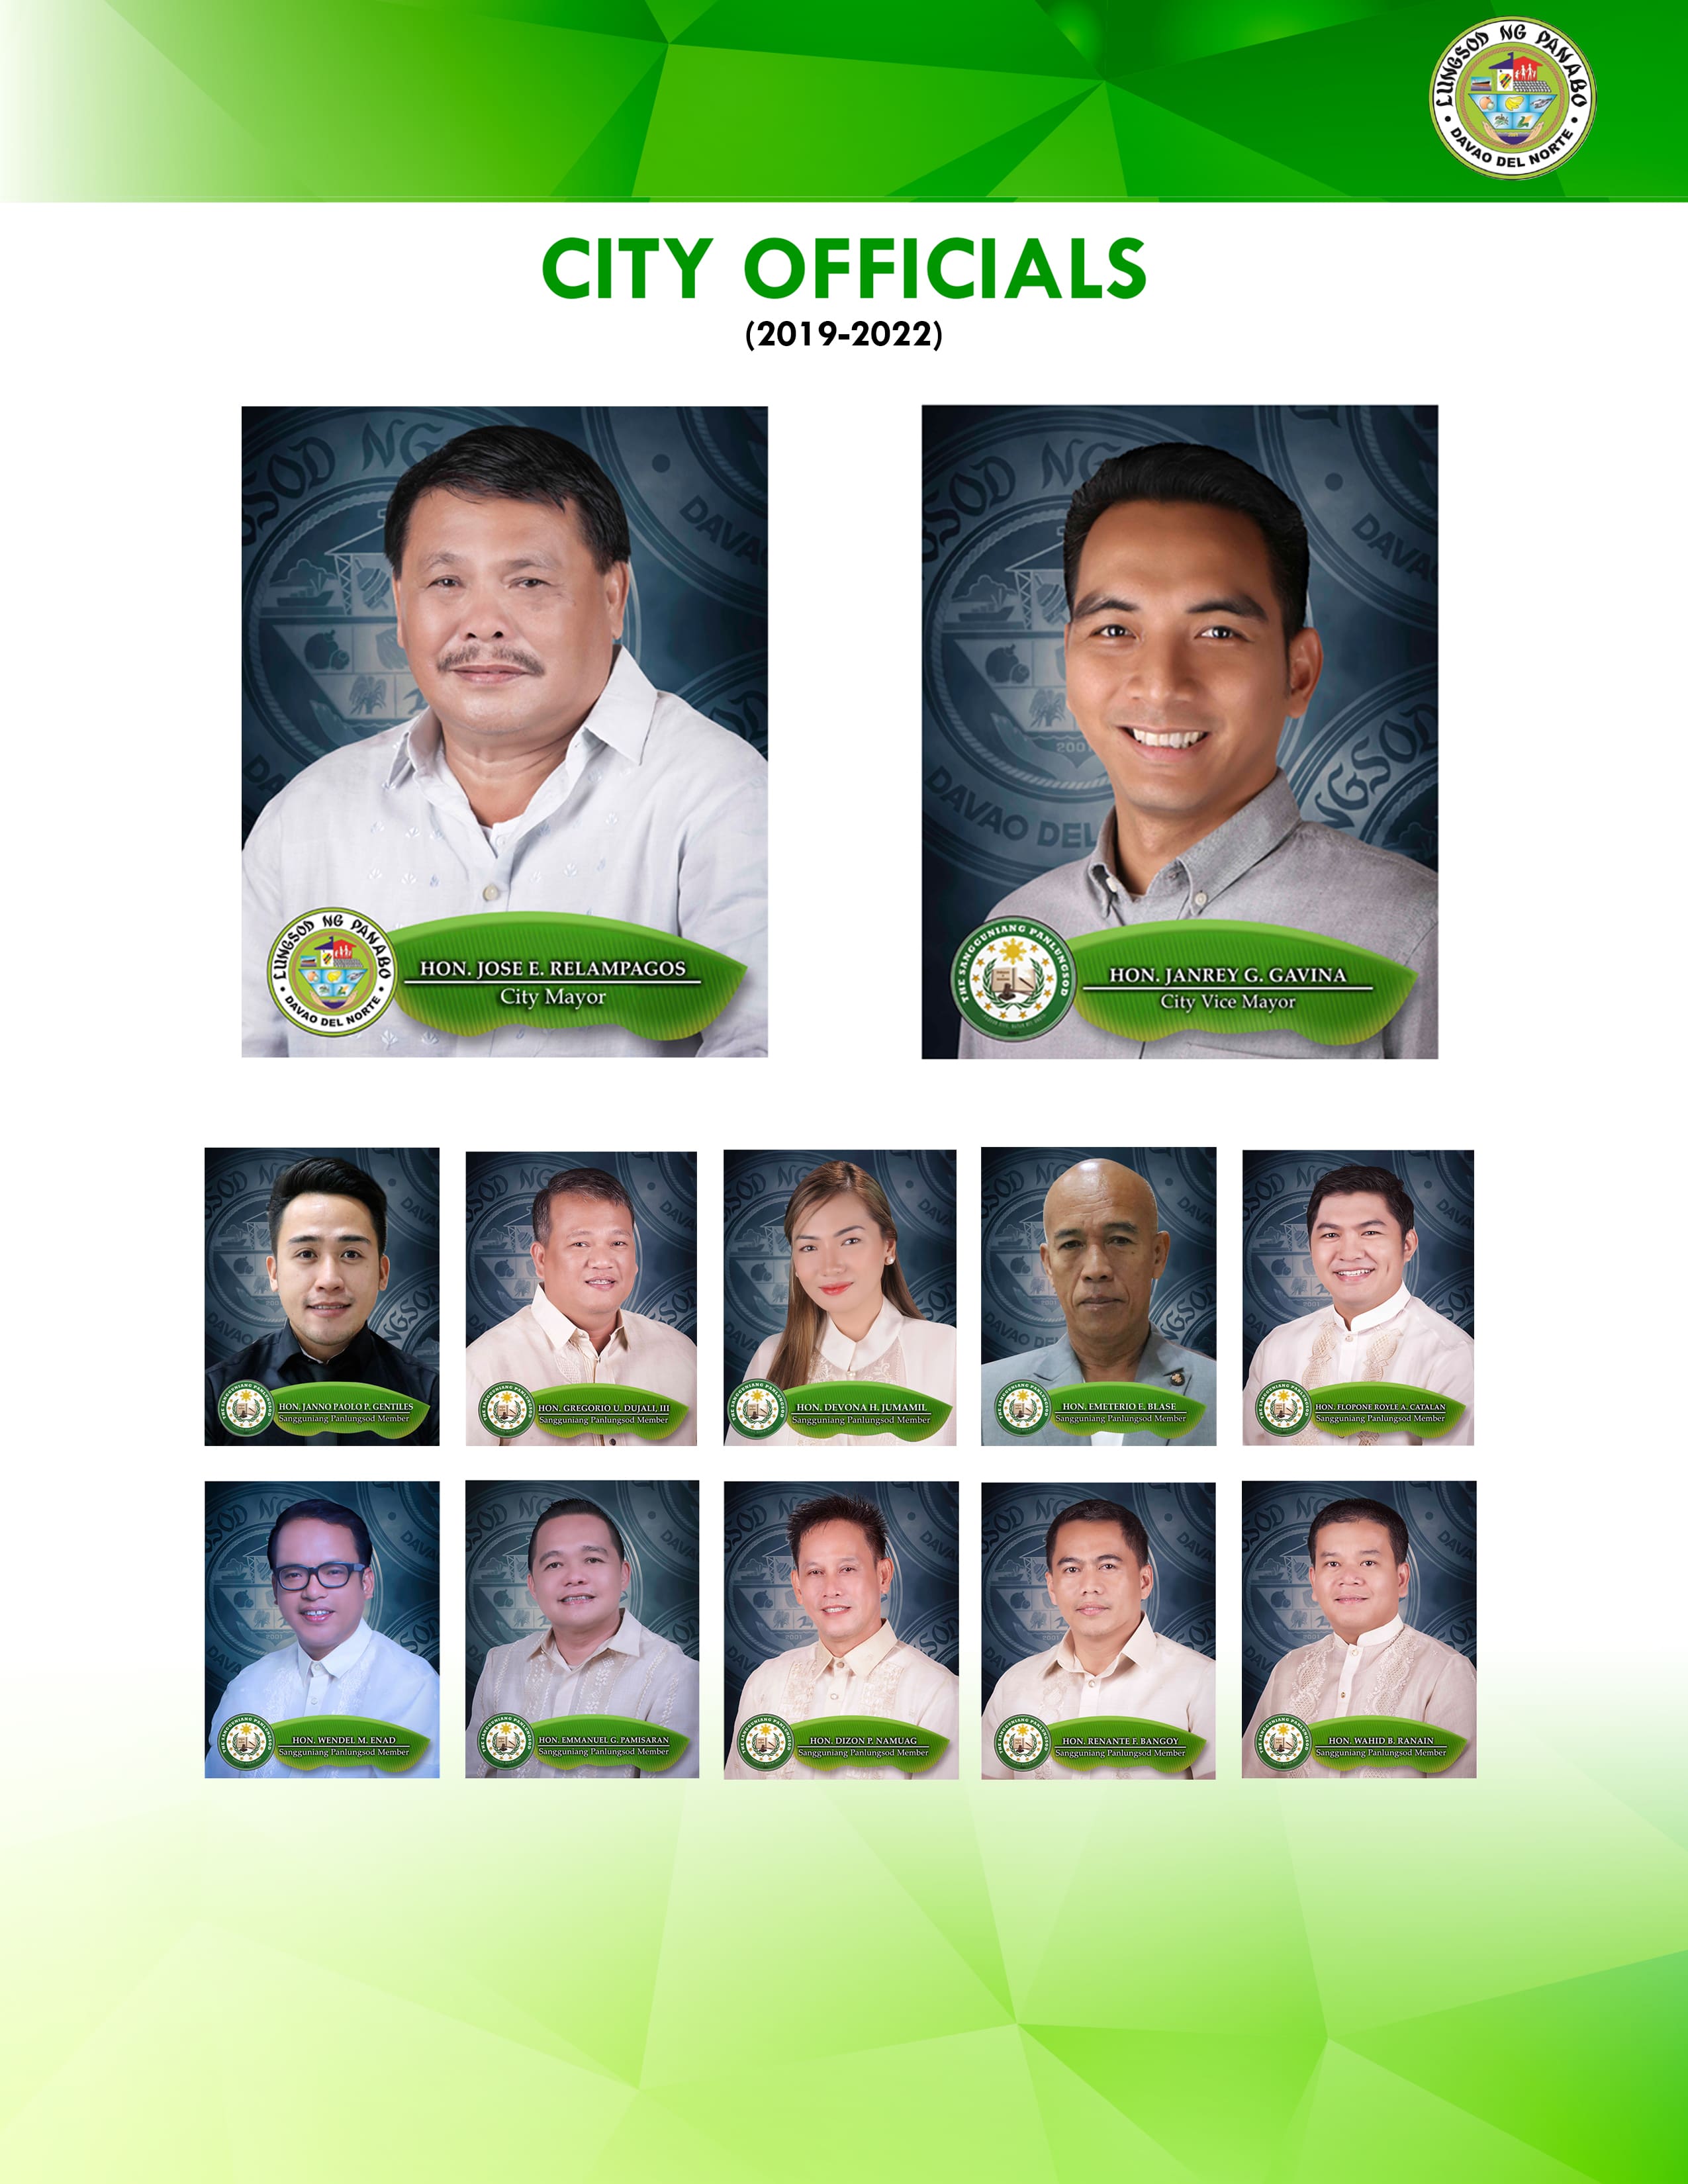 LUNGSOD NG PANABO
DAVAO DEL NORTE
CITY OFFICIALS
(2019-2022)
LUNGSOD NG PANABO
DAVAO DEL NORTE
HON. JOSE E. RELAMPAGOS
City Mayor
THE SANGGUNIANG PANLUNGSOD
HON. JANREY G. GAVINA
City Vice Mayor
HON. JANNO PAOLO P. GENTILES
Sangguniang Panlungsod Member
HON. GREGORIO U. DUJALI, III
Sangguniang Panlungsod Member
HON. DEVONA H. JUMAMIL
Sangguniang Panlungsod Member
HON. EMETERIO E. BLASE
Sangguniang Panlungsod Member
HON. FLOPONE ROYLE A. CATALAN
Sangguniang Panlungsod Member
HON. WENDEL M. ENAD
Sangguniang Panlungsod Member
HON. EMMANUEL G. PAMISARAN
Sangguniang Panlungsod Member
HON. DIZON P. NAMUAG
Sangguniang Panlungsod Member
HON. RENANTE F. BANGOY
Sangguniang Panlungsod Member
HON. WAHID B. RANAIN
Sangguniang Panlungsod Member